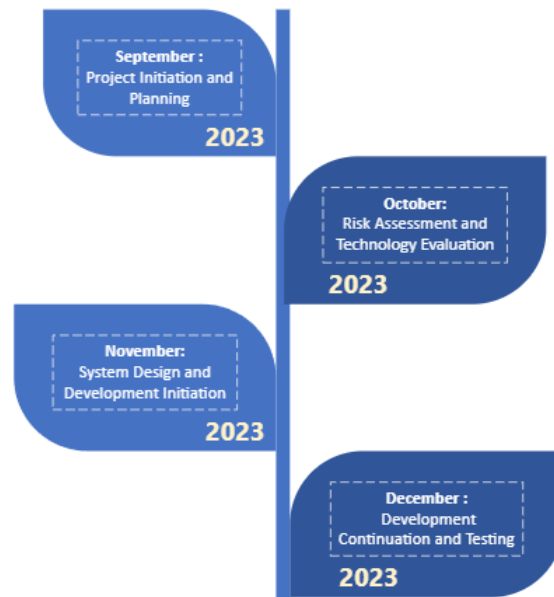 September :
Project Initiation and
Planning
2023
October:
Risk Assessment and
Technology Evaluation
2023
November:
System Design and
Development Initiation
2023
December :
Development
Continuation and Testing
2023